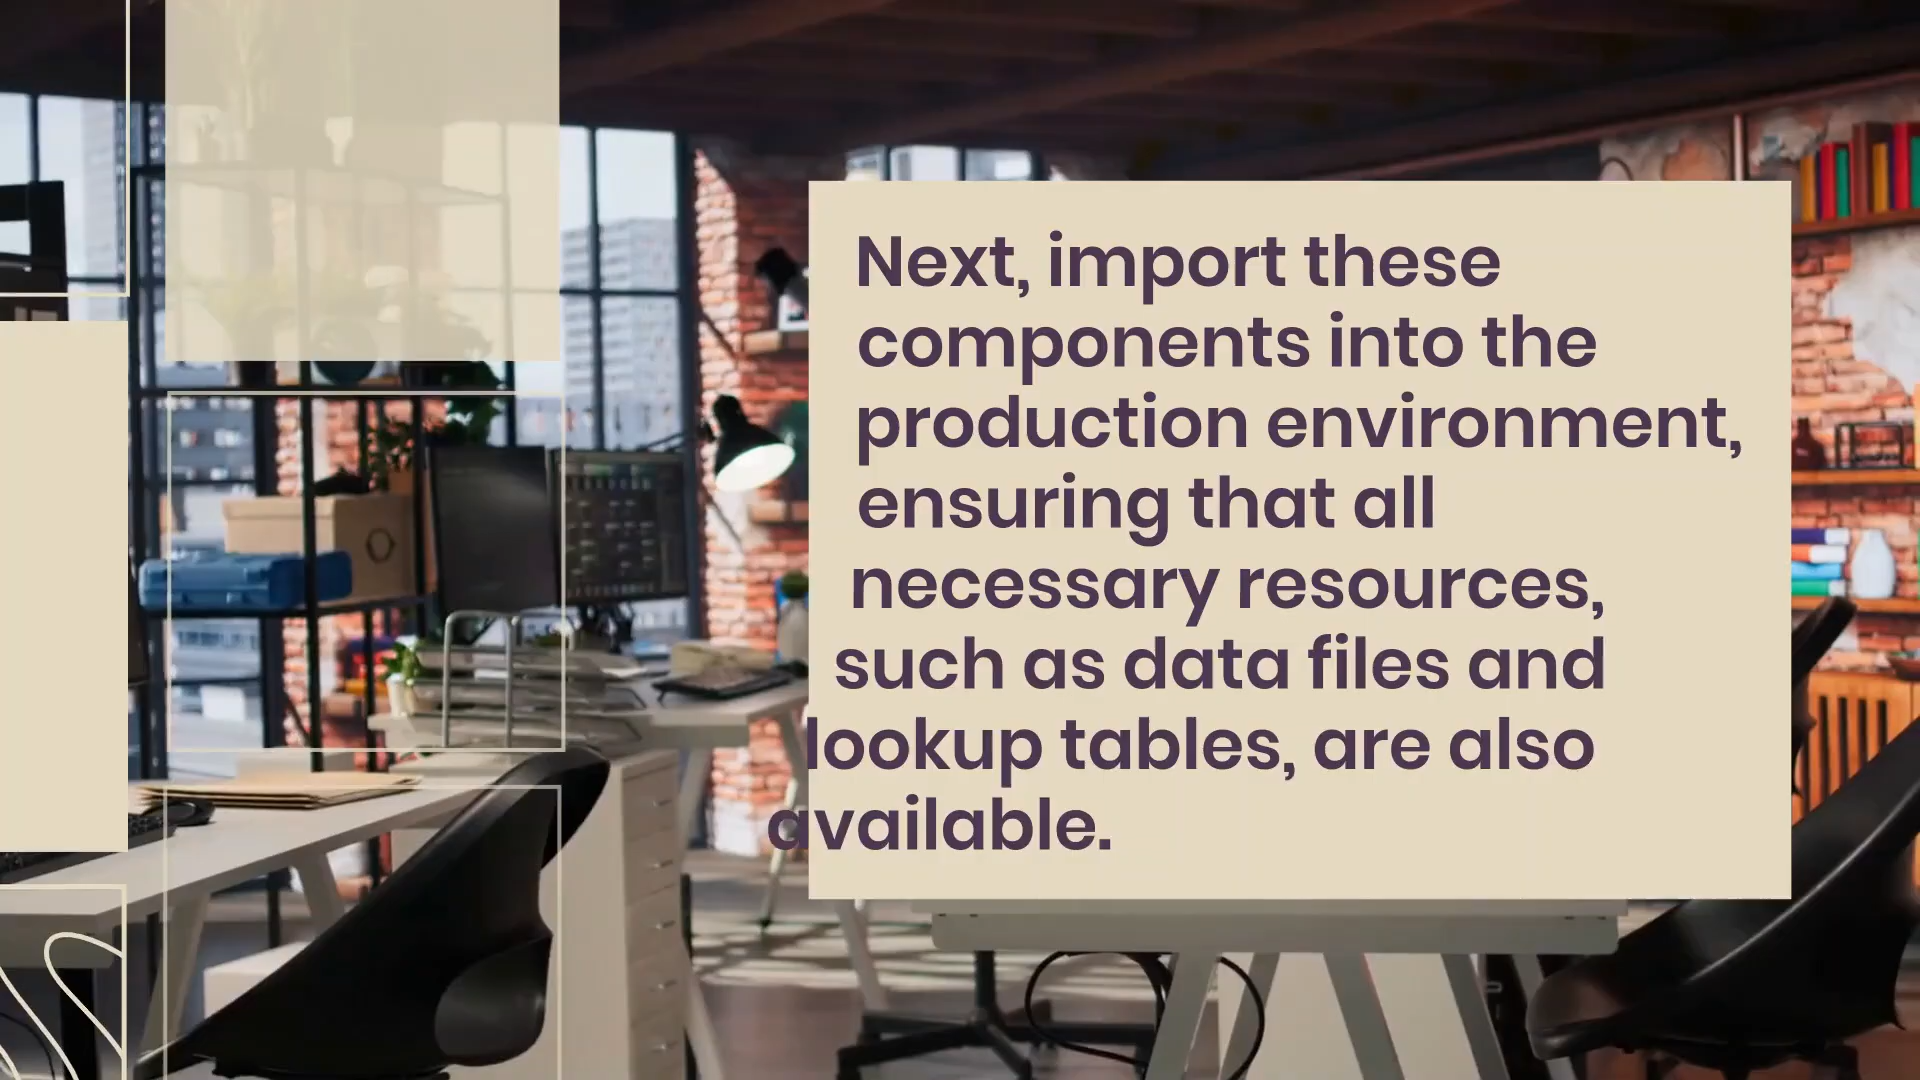 Next, import these
components into the
production environment,
ensuring that all
necessary resources,
such as data files and
lookup tables, are also
available.